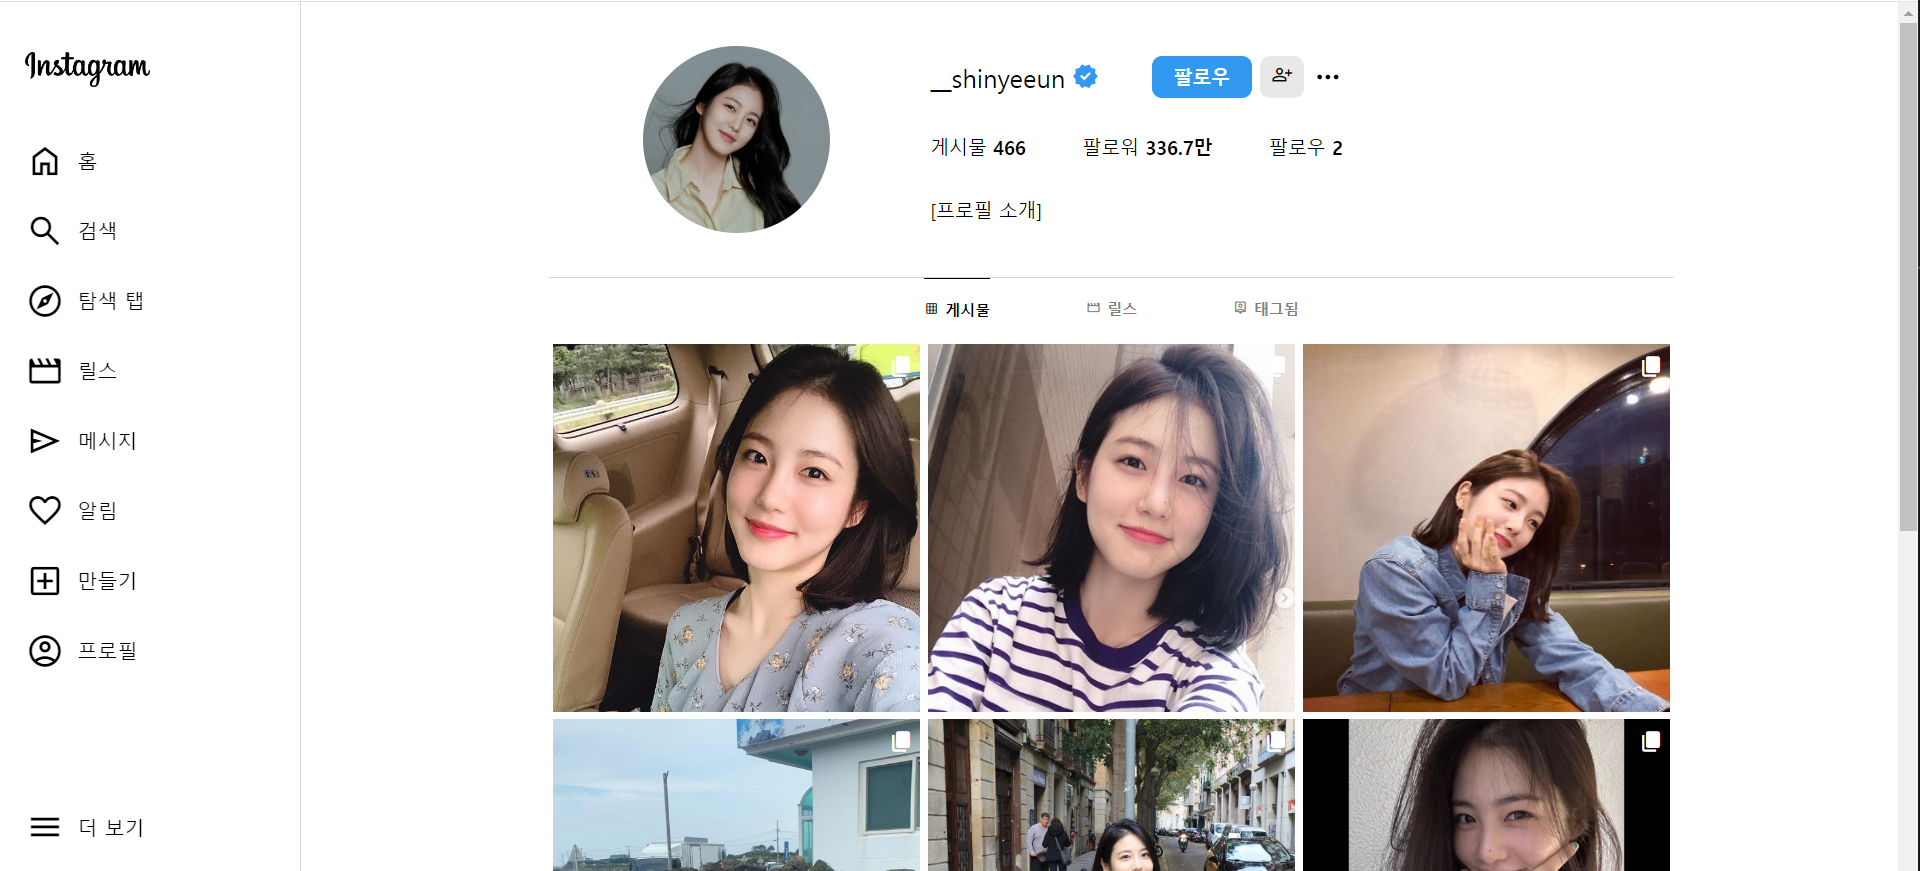 Instagram
홈
검색
탐색 탭
릴스
메시지
알림
만들기
프로필
더 보기
__shinyeeun
팔로우
게시물 466
팔로워 336.7만
팔로우 2
[프로필 소개]
게시물
릴스
태그됨